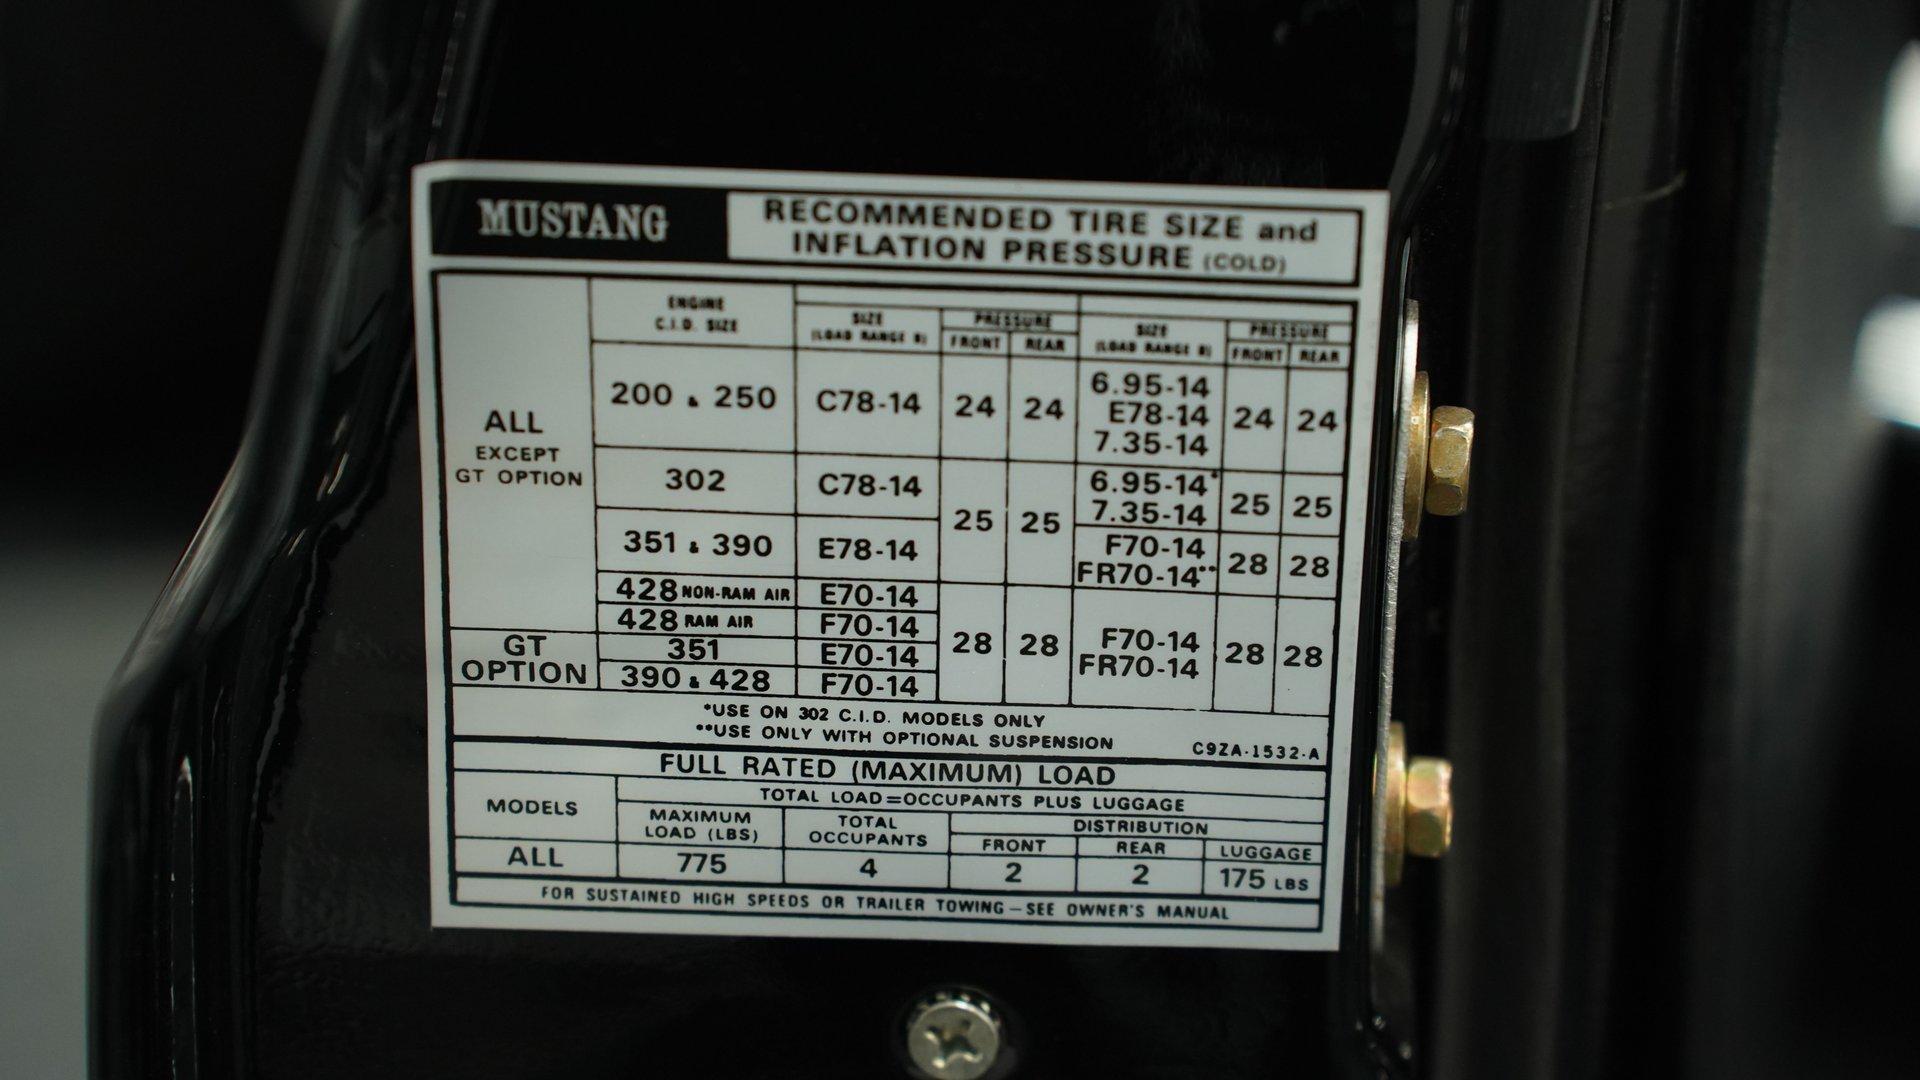 MUSTANG
RECOMMENDED TIRE SIZE and
INFLATION PRESSURE (COLD)
ENGINE
C.I.D. SIZE
SIZE
(LOAD RANGE B)
PRESSURE
FRONT REAR
SIZE
(LOAD RANGE B)
PRESSURE
FRONT REAR
ALL
EXCEPT
GT OPTION
200 & 250 C78-14 24 24
6.95-14
E78-14
7.35-14
24 24
302 C78-14
25 25
6.95-14*
7.35-14
25 25
351 & 390 E78-14
F70-14
FR70-14**
28 28
428 NON-RAM AIR E70-14
428 RAM AIR F70-14
GT
OPTION
351 E70-14
390 & 428 F70-14
28 28
F70-14
FR70-14
28 28
*USE ON 302 C.I.D. MODELS ONLY
**USE ONLY WITH OPTIONAL SUSPENSION
C9ZA-1532-A
FULL RATED (MAXIMUM) LOAD
MODELS
TOTAL LOAD=OCCUPANTS PLUS LUGGAGE
MAXIMUM
LOAD (LBS)
TOTAL
OCCUPANTS
DISTRIBUTION
FRONT REAR LUGGAGE
ALL 775 4 2 2 175 LBS
FOR SUSTAINED HIGH SPEEDS OR TRAILER TOWING—SEE OWNER'S MANUAL